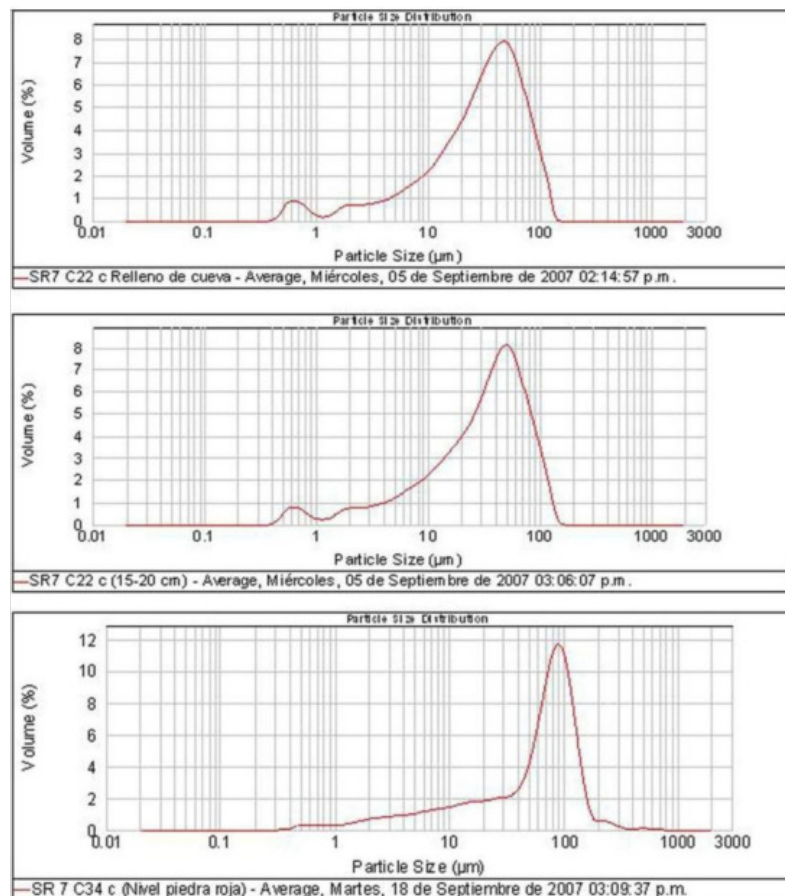 Particle Size Distribution
8
7
6
5
4
3
2
1
0
Volume (%)
0.01 0.1 1 10 100 1000 3000
Particle Size (µm)
SR7 C22 c Relleno de cueva - Average, Miércoles, 05 de Septiembre de 2007 02:14:57 p.m.
Particle Size Distribution
8
7
6
5
4
3
2
1
0
Volume (%)
0.01 0.1 1 10 100 1000 3000
Particle Size (µm)
SR7 C22 c (15-20 cm) - Average, Miércoles, 05 de Septiembre de 2007 03:06:07 p.m.
Particle Size Distribution
12
10
8
6
4
2
0
Volume (%)
0.01 0.1 1 10 100 1000 3000
Particle Size (µm)
SR 7 C34 c (Nivel piedra roja) - Average, Martes, 18 de Septiembre de 2007 03:09:37 p.m.